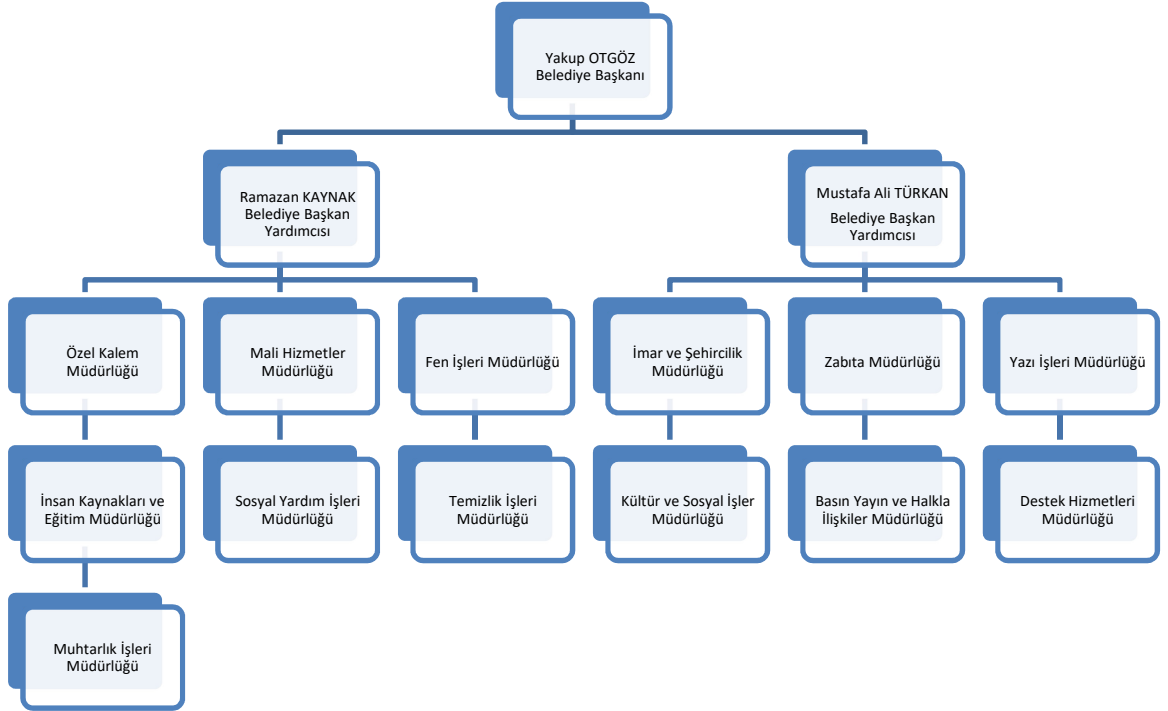 Yakup OTGÖZ
Belediye Başkanı
Ramazan KAYNAK
Belediye Başkan
Yardımcısı
Mustafa Ali TÜRKAN
Belediye Başkan
Yardımcısı
Özel Kalem
Müdürlüğü
Mali Hizmetler
Müdürlüğü
Fen İşleri Müdürlüğü
İmar ve Şehircilik
Müdürlüğü
Zabıta Müdürlüğü
Yazı İşleri Müdürlüğü
İnsan Kaynakları ve
Eğitim Müdürlüğü
Sosyal Yardım İşleri
Müdürlüğü
Temizlik İşleri
Müdürlüğü
Kültür ve Sosyal İşler
Müdürlüğü
Basın Yayın ve Halkla
İlişkiler Müdürlüğü
Destek Hizmetleri
Müdürlüğü
Muhtarlık İşleri
Müdürlüğü